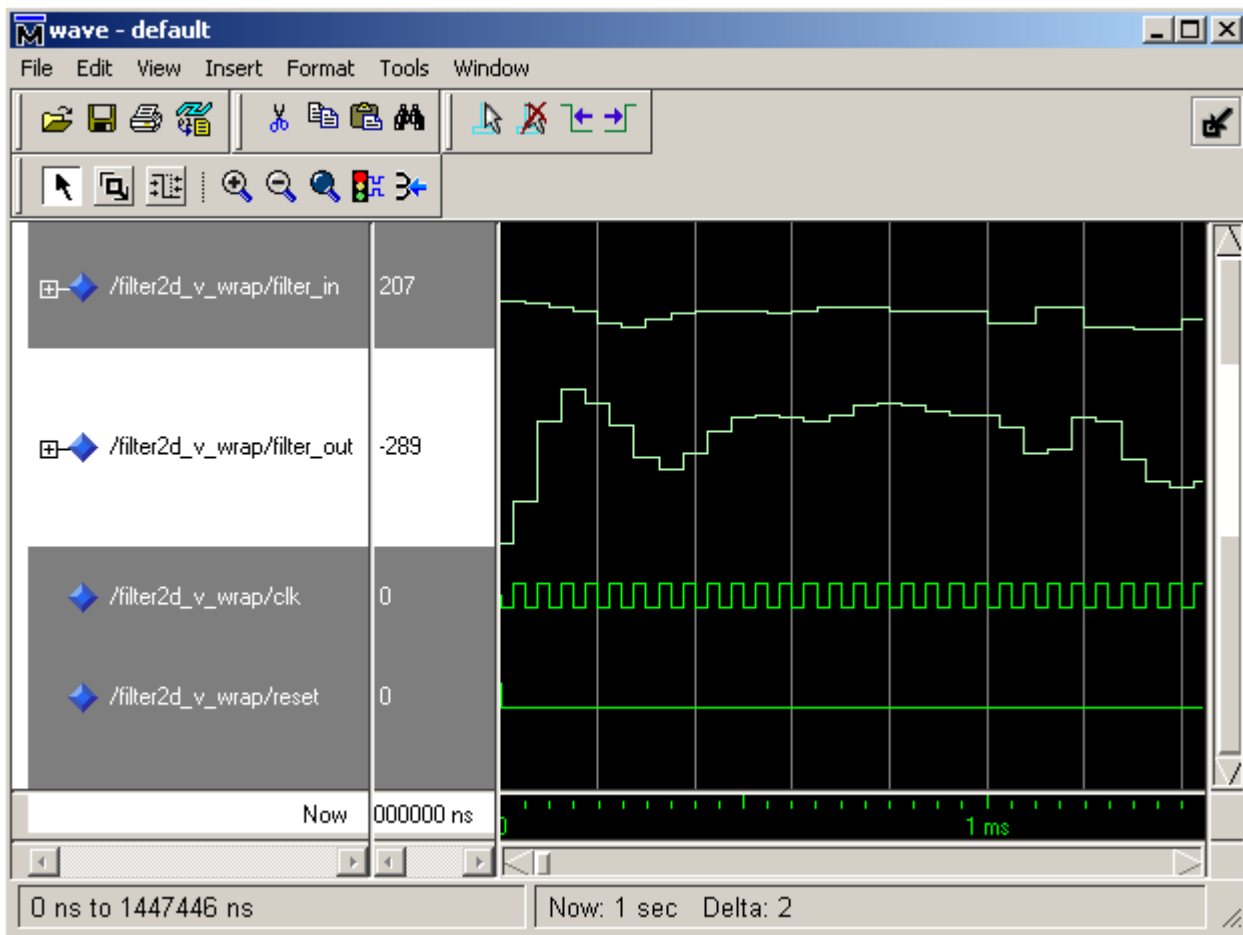 wave - default
File Edit View Insert Format Tools Window
/filter2d_v_wrap/filter_in 207
/filter2d_v_wrap/filter_out -289
/filter2d_v_wrap/clk 0
/filter2d_v_wrap/reset 0
Now 000000 ns 0 1 ms
0 ns to 1447446 ns Now: 1 sec Delta: 2